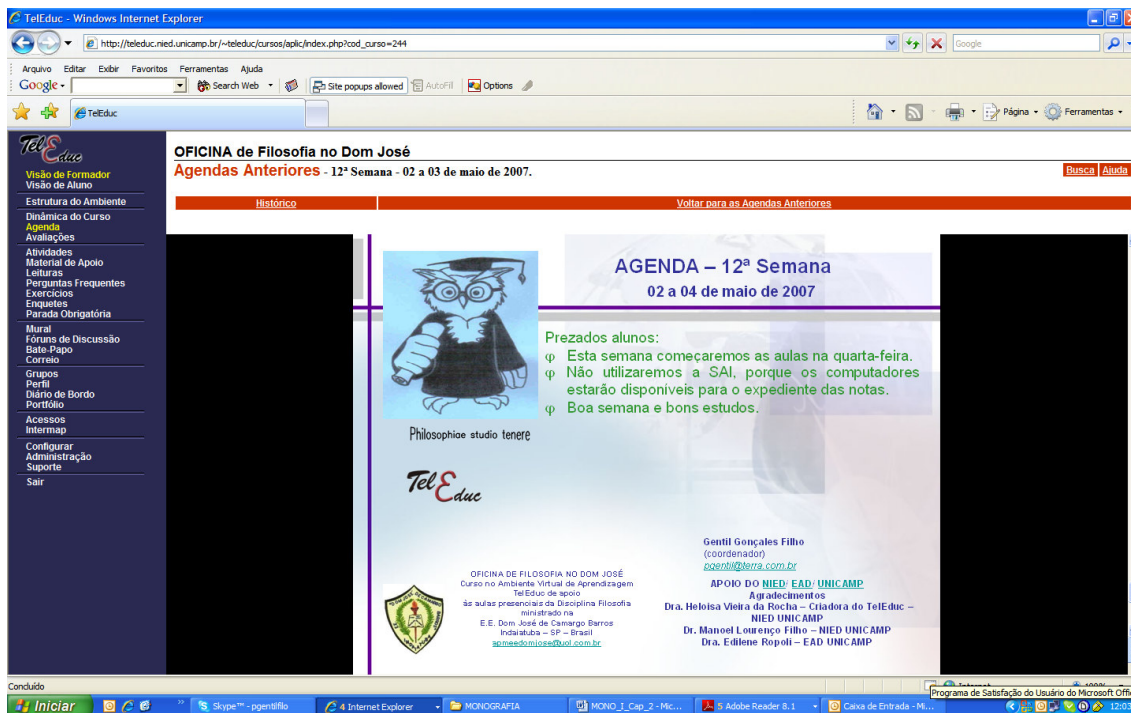 TelEduc - Windows Internet Explorer
http://teleduc.nied.unicamp.br/~teleduc/cursos/aplic/index.php?cod_curso=244
Google
Arquivo Editar Exibir Favoritos Ferramentas Ajuda
Google Search Web Site popups allowed AutoFill Options
TelEduc
Página Ferramentas
TelEduc
OFICINA de Filosofia no Dom José
Agendas Anteriores - 12ª Semana - 02 a 03 de maio de 2007.
Busca Ajuda
Histórico
Voltar para as Agendas Anteriores
Visão de Formador
Visão de Aluno
Estrutura do Ambiente
Dinâmica do Curso
Agenda
Avaliações
Atividades
Material de Apoio
Leituras
Perguntas Frequentes
Exercícios
Enquetes
Parada Obrigatória
Mural
Fóruns de Discussão
Bate-Papo
Correio
Grupos
Perfil
Diário de Bordo
Portfólio
Acessos
Intermap
Configurar
Administração
Suporte
Sair
AGENDA – 12ª Semana
02 a 04 de maio de 2007
Prezados alunos:
φ Esta semana começaremos as aulas na quarta-feira.
φ Não utilizaremos a SAI, porque os computadores
estarão disponíveis para o expediente das notas.
φ Boa semana e bons estudos.
Philosophiae studio tenere
TelEduc
OFICINA DE FILOSOFIA NO DOM JOSÉ
Curso no Ambiente Virtual de Aprendizagem
TelEduc de apoio
às aulas presenciais da Disciplina Filosofia
ministrado na
E.E. Dom José de Camargo Barros
Indaiatuba – SP – Brasil
apmeedomjose@uol.com.br
Gentil Gonçales Filho
(coordenador)
pgentil@terra.com.br
APOIO DO NIED/ EAD/ UNICAMP
Agradecimentos
Dra. Heloisa Vieira da Rocha – Criadora do TelEduc –
NIED UNICAMP
Dr. Manoel Lourenço Filho – NIED UNICAMP
Dra. Edilene Ropoli – EAD UNICAMP
Concluído
Programa de Satisfação do Usuário do Microsoft Offi
Iniciar
Skype™ - pgentilfilo
4 Internet Explorer
MONOGRAFIA
MONO_I_Cap_2 - Mic...
5 Adobe Reader 8.1
Caixa de Entrada - Mi...
12:03